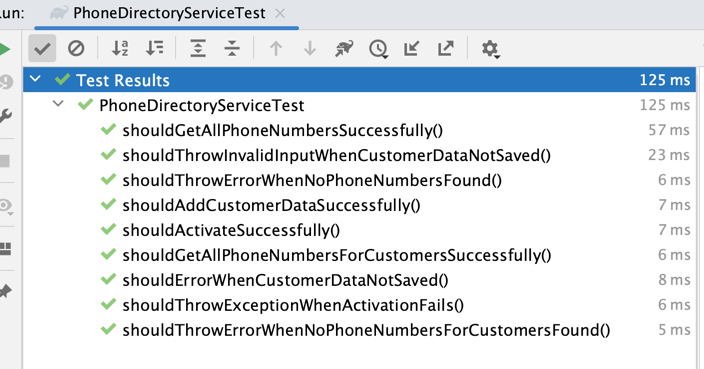 Run: PhoneDirectoryServiceTest
Test Results 125 ms
PhoneDirectoryServiceTest 125 ms
shouldGetAllPhoneNumbersSuccessfully() 57 ms
shouldThrowInvalidInputWhenCustomerDataNotSaved() 23 ms
shouldThrowErrorWhenNoPhoneNumbersFound() 6 ms
shouldAddCustomerDataSuccessfully() 7 ms
shouldActivateSuccessfully() 7 ms
shouldGetAllPhoneNumbersForCustomersSuccessfully() 6 ms
shouldErrorWhenCustomerDataNotSaved() 8 ms
shouldThrowExceptionWhenActivationFails() 6 ms
shouldThrowErrorWhenNoPhoneNumbersForCustomersFound() 5 ms